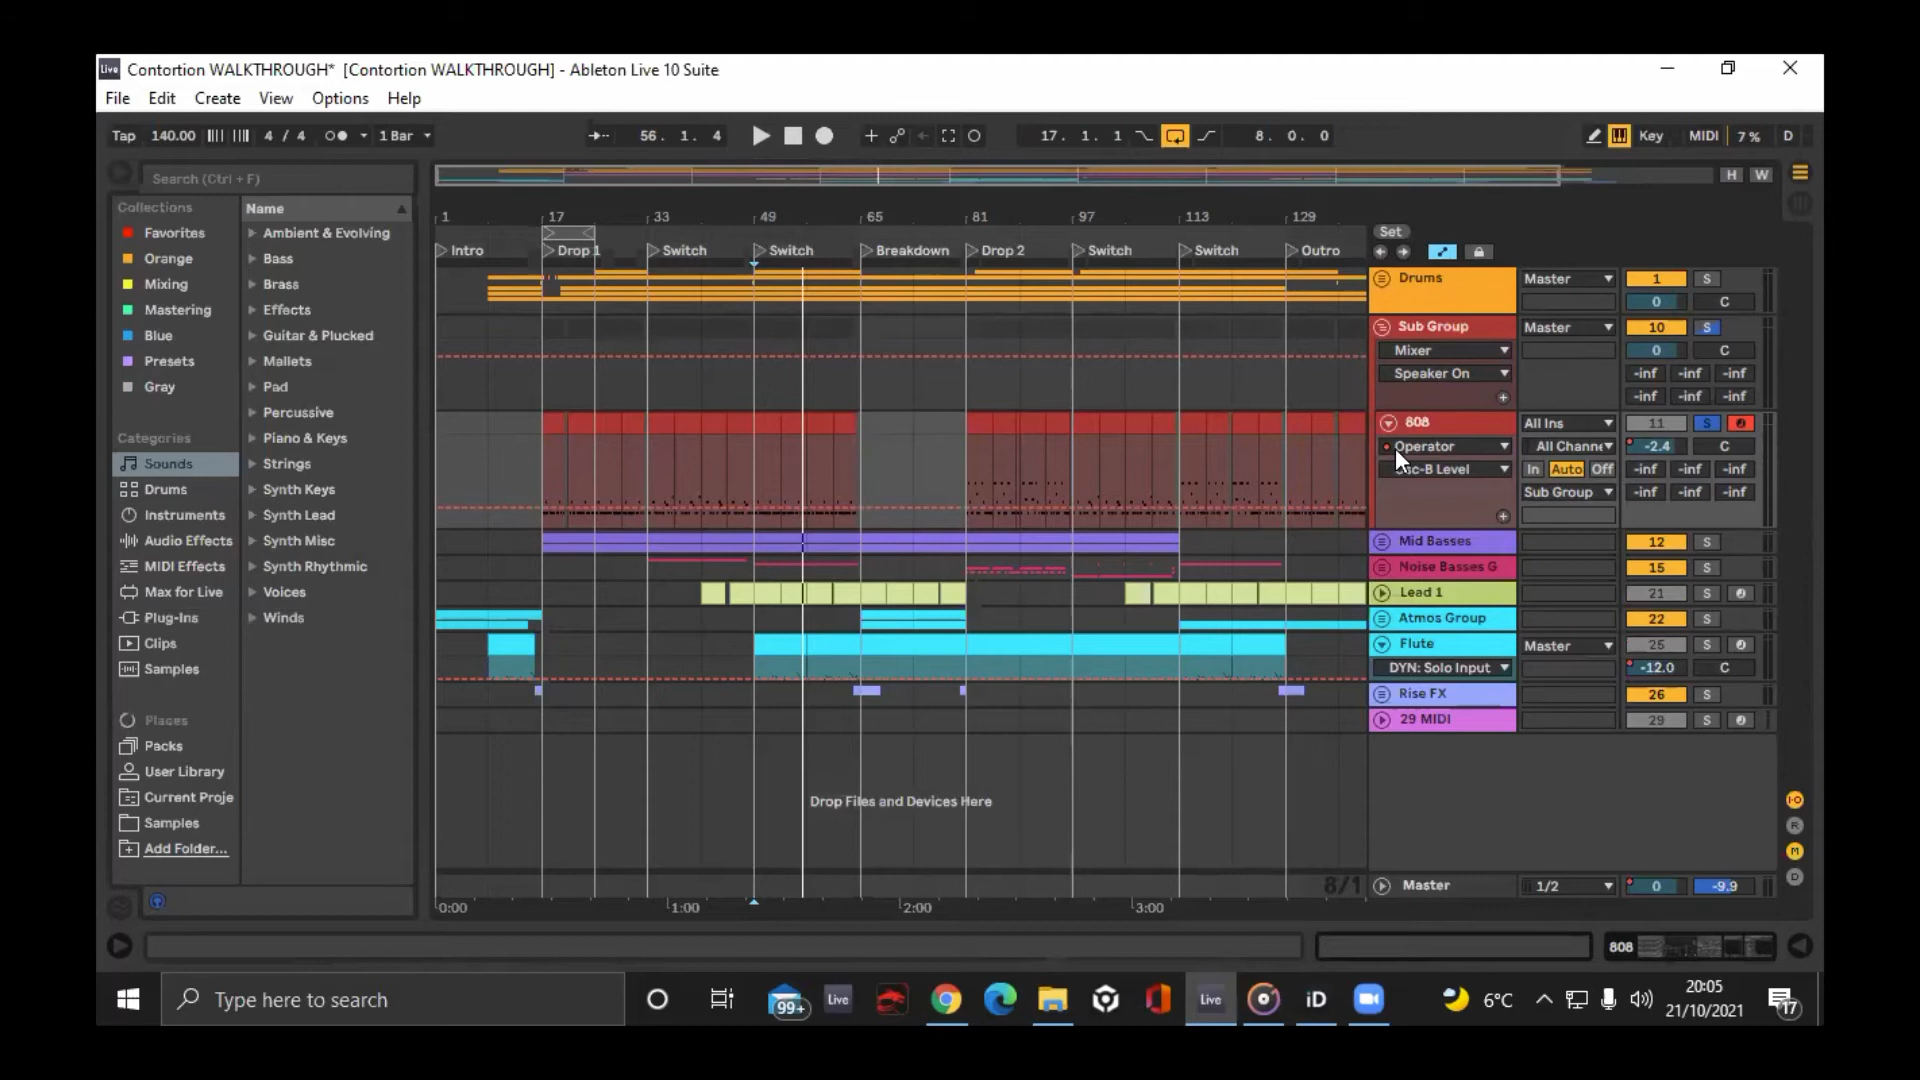 Live Contortion WALKTHROUGH* [Contortion WALKTHROUGH] - Ableton Live 10 Suite
File Edit Create View Options Help
Tap 140.00 4 / 4 1 Bar 56. 1. 4 17. 1. 1 8. 0. 0 Key MIDI 7 % D
Search (Ctrl + F)
H W
Collections
Favorites
Orange
Yellow
Mixing
Mastering
Blue
Presets
Gray
Categories
Sounds
Drums
Instruments
Audio Effects
MIDI Effects
Max for Live
Plug-Ins
Clips
Samples
Places
Packs
User Library
Current Proje
Samples
Add Folder...
Name
Ambient & Evolving
Bass
Brass
Effects
Guitar & Plucked
Mallets
Pad
Percussive
Piano & Keys
Strings
Synth Keys
Synth Lead
Synth Misc
Synth Rhythmic
Voices
Winds
1 17 33 49 65 81 97 113 129
Set
Intro Drop 1 Switch Switch Breakdown Drop 2 Switch Switch Outro
Drums Master 1 S
0 C
Sub Group Master 10 S
Mixer 0 C
Speaker On -inf -inf -inf
-inf -inf -inf
808 All Ins 11 S
Operator All Channe -2.4 C
sc-B Level In Auto Off -inf -inf -inf
Sub Group -inf -inf -inf
Mid Basses 12 S
Noise Basses G 15 S
Lead 1 21 S
Atmos Group 22 S
Flute Master 25 S
DYN: Solo Input -12.0 C
Rise FX 26 S
29 MIDI 29 S
Drop Files and Devices Here
8/1
Master 1/2 0 -9.9
0:00 1:00 2:00 3:00
I·O
R
M
D
808
Type here to search
99+
Live
Live
iD
6°C
20:05
21/10/2021
17